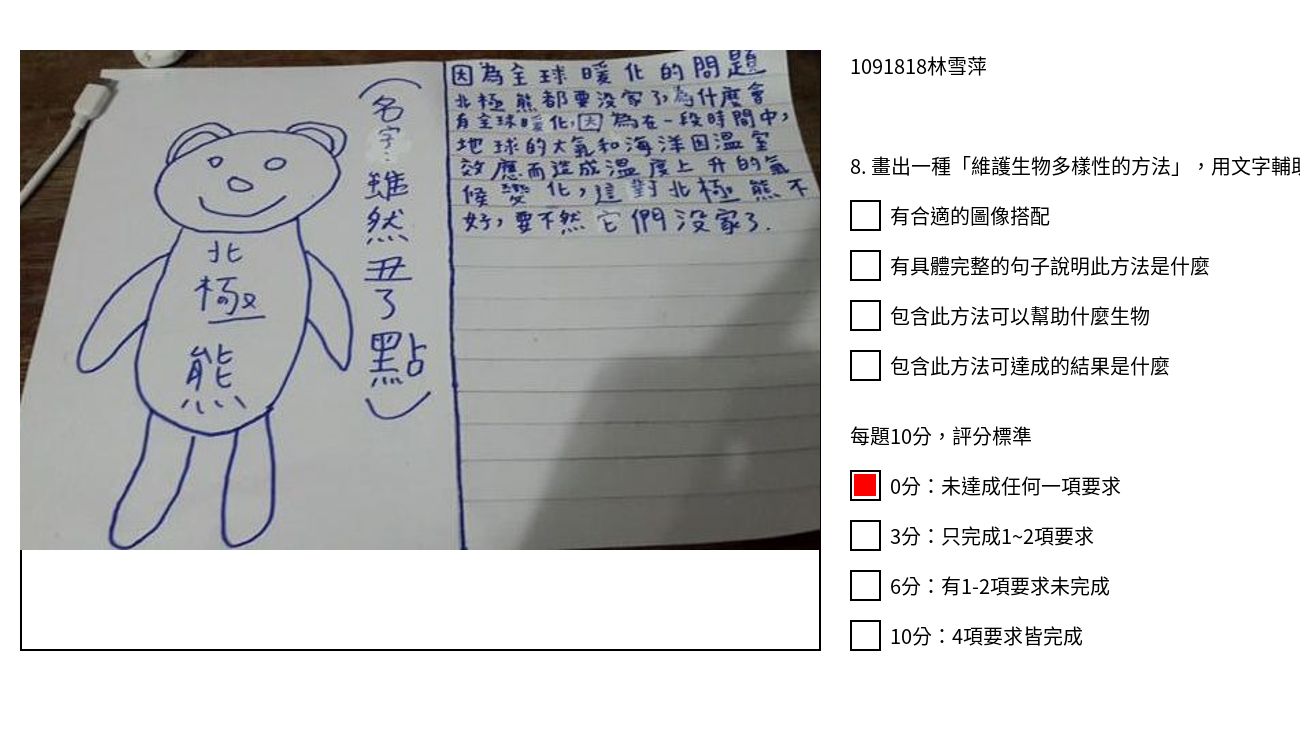 (名字:雖然丑了點)
北極熊
因為全球暖化的問題
北極熊都要沒家了,為什麼會
有全球暖化,因為在一段時間中,
地球的大氣和海洋因溫室
效應而造成溫度上升的氣
候變化,這對北極熊不
好,要不然它們沒家了.
1091818林雪萍
8. 畫出一種「維護生物多樣性的方法」,用文字輔助
有合適的圖像搭配
有具體完整的句子說明此方法是什麼
包含此方法可以幫助什麼生物
包含此方法可達成的結果是什麼
每題10分,評分標準
0分:未達成任何一項要求
3分:只完成1~2項要求
6分:有1-2項要求未完成
10分:4項要求皆完成